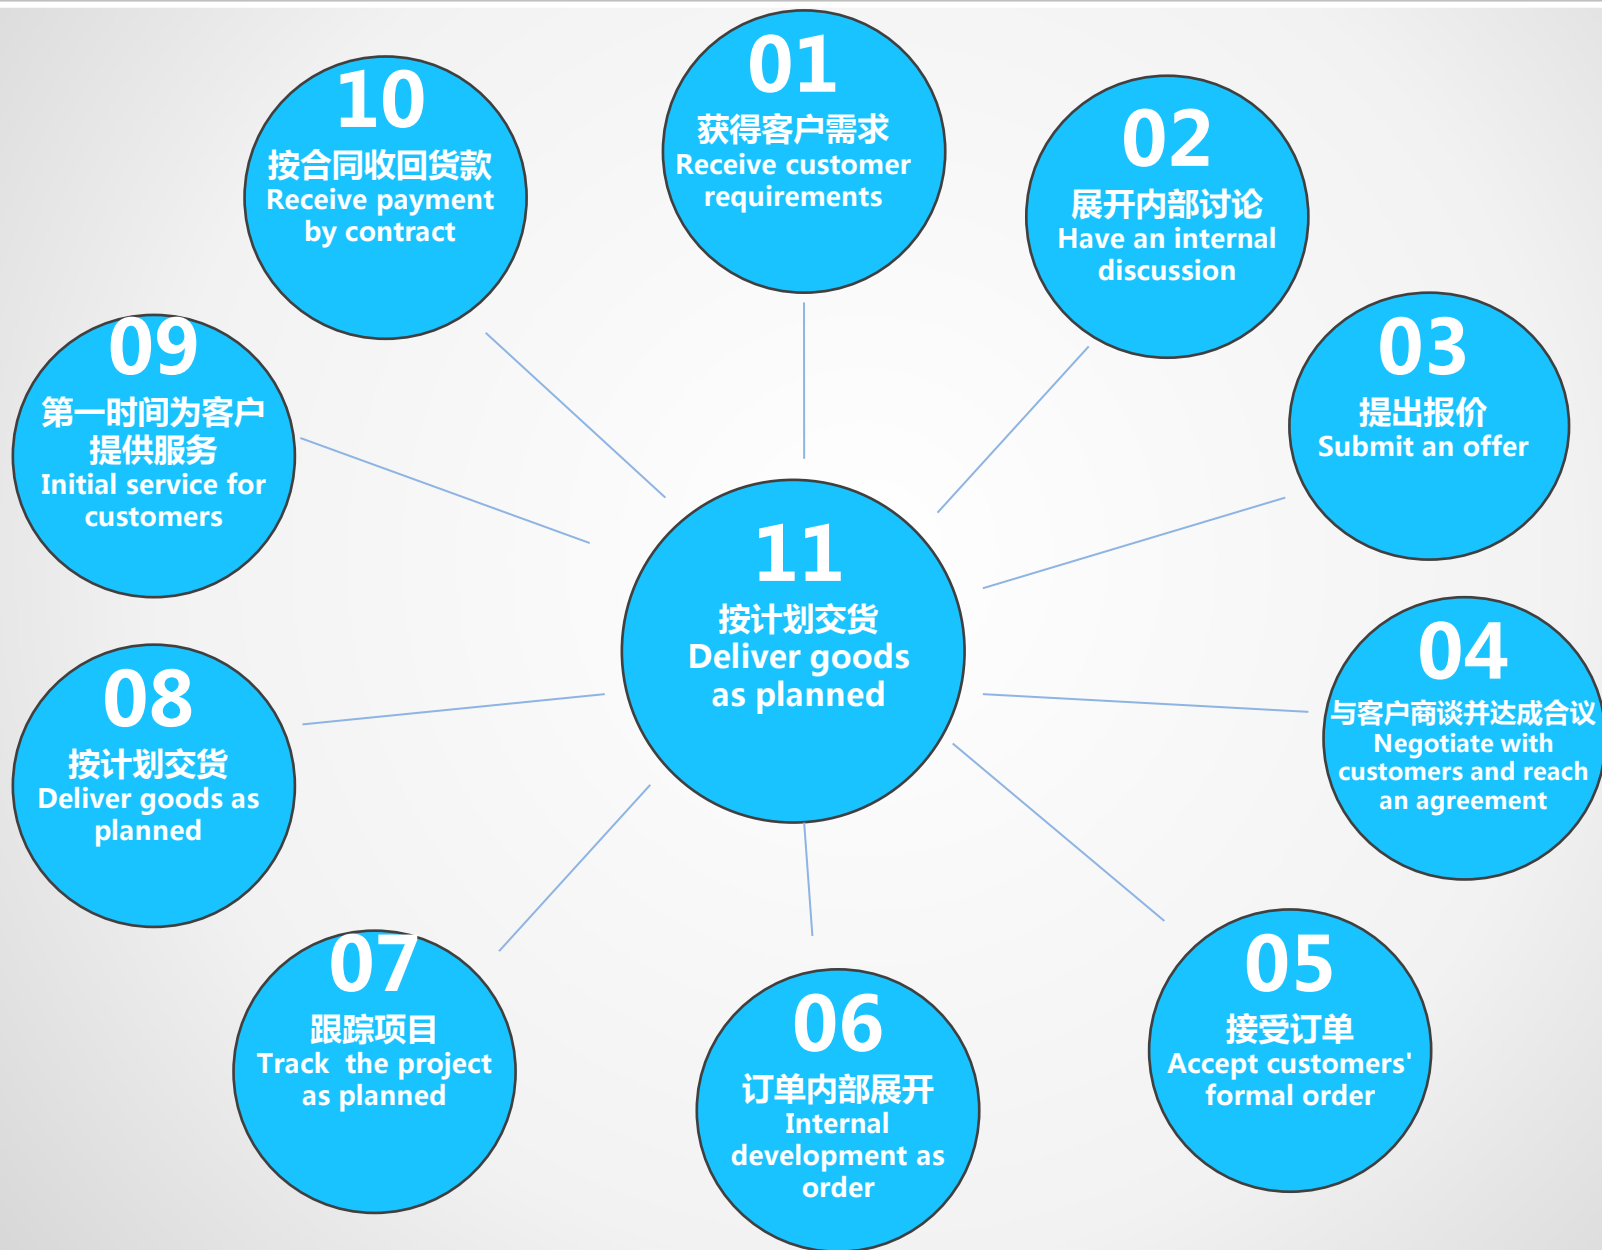 01
获得客户需求
Receive customer
requirements
02
展开内部讨论
Have an internal
discussion
03
提出报价
Submit an offer
04
与客户商谈并达成合议
Negotiate with
customers and reach
an agreement
05
接受订单
Accept customers'
formal order
06
订单内部展开
Internal
development as
order
07
跟踪项目
Track the project
as planned
08
按计划交货
Deliver goods as
planned
09
第一时间为客户
提供服务
Initial service for
customers
10
按合同收回货款
Receive payment
by contract
11
按计划交货
Deliver goods
as planned